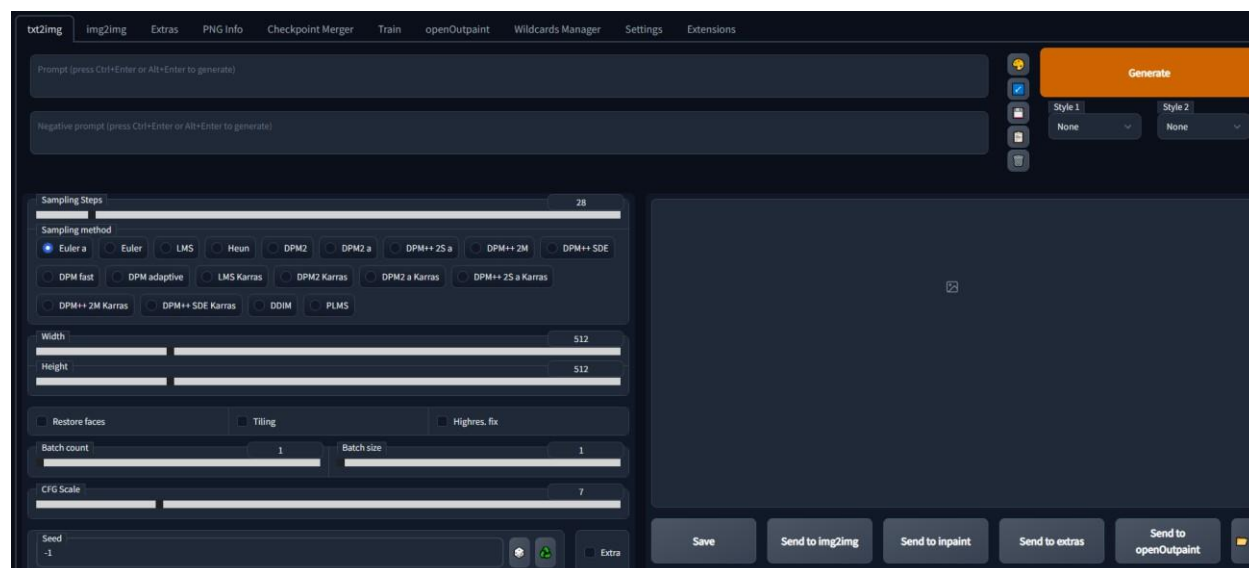 txt2img img2img Extras PNG Info Checkpoint Merger Train openOutpaint Wildcards Manager Settings Extensions
Prompt (press Ctrl+Enter or Alt+Enter to generate)
Generate
Style 1 Style 2
None None
Negative prompt (press Ctrl+Enter or Alt+Enter to generate)
Sampling Steps 28
Sampling method
Euler a Euler LMS Heun DPM2 DPM2 a DPM++ 2S a DPM++ 2M DPM++ SDE
DPM fast DPM adaptive LMS Karras DPM2 Karras DPM2 a Karras DPM++ 2S a Karras
DPM++ 2M Karras DPM++ SDE Karras DDIM PLMS
Width 512
Height 512
Restore faces Tiling Highres. fix
Batch count 1 Batch size 1
CFG Scale 7
Seed
-1
Extra
Save Send to img2img Send to inpaint Send to extras Send to
openOutpaint